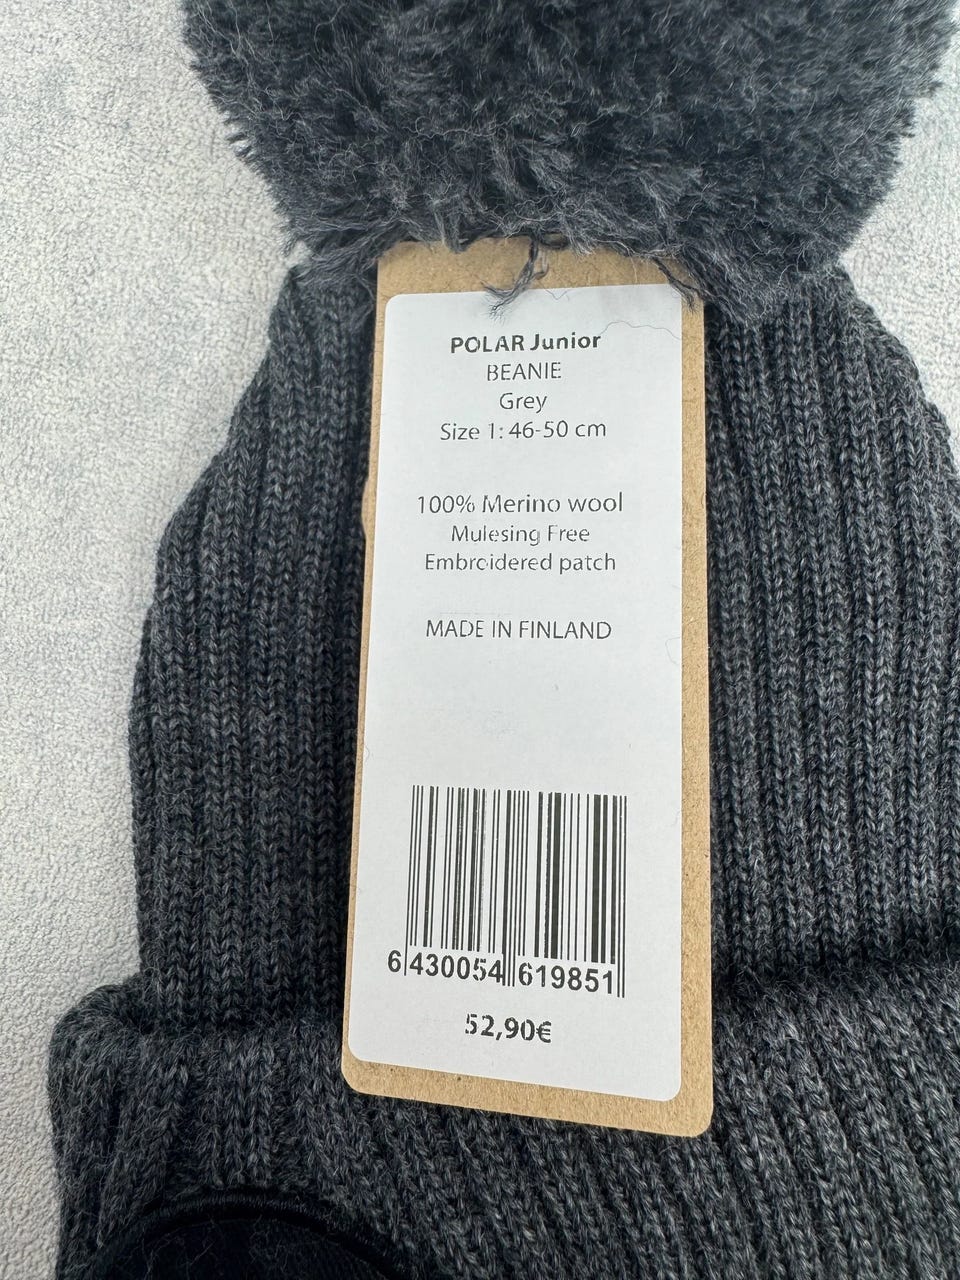 POLAR Junior
BEANIE
Grey
Size 1: 46-50 cm
100% Merino wool
Mulesing Free
Embroidered patch
MADE IN FINLAND
6 430054 619851
52,90€